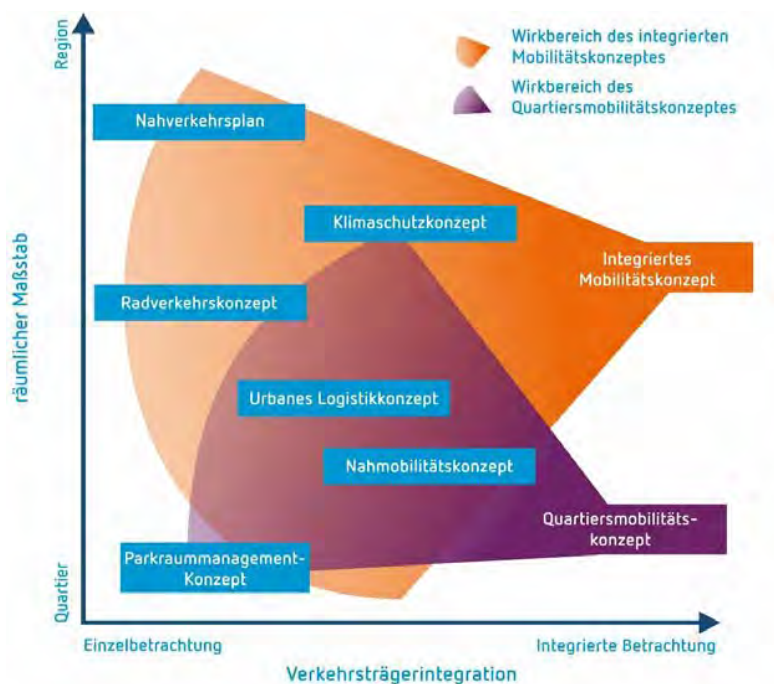 Region
Wirkbereich des integrierten
Mobilitätskonzeptes
Wirkbereich des
Quartiersmobilitätskonzeptes
Nahverkehrsplan
Klimaschutzkonzept
Integriertes
Mobilitätskonzept
Radverkehrskonzept
räumlicher Maßstab
Urbanes Logistikkonzept
Nahmobilitätskonzept
Quartiersmobilitäts-
konzept
Parkraummanagement-
Konzept
Quartier
Einzelbetrachtung
Integrierte Betrachtung
Verkehrsträgerintegration